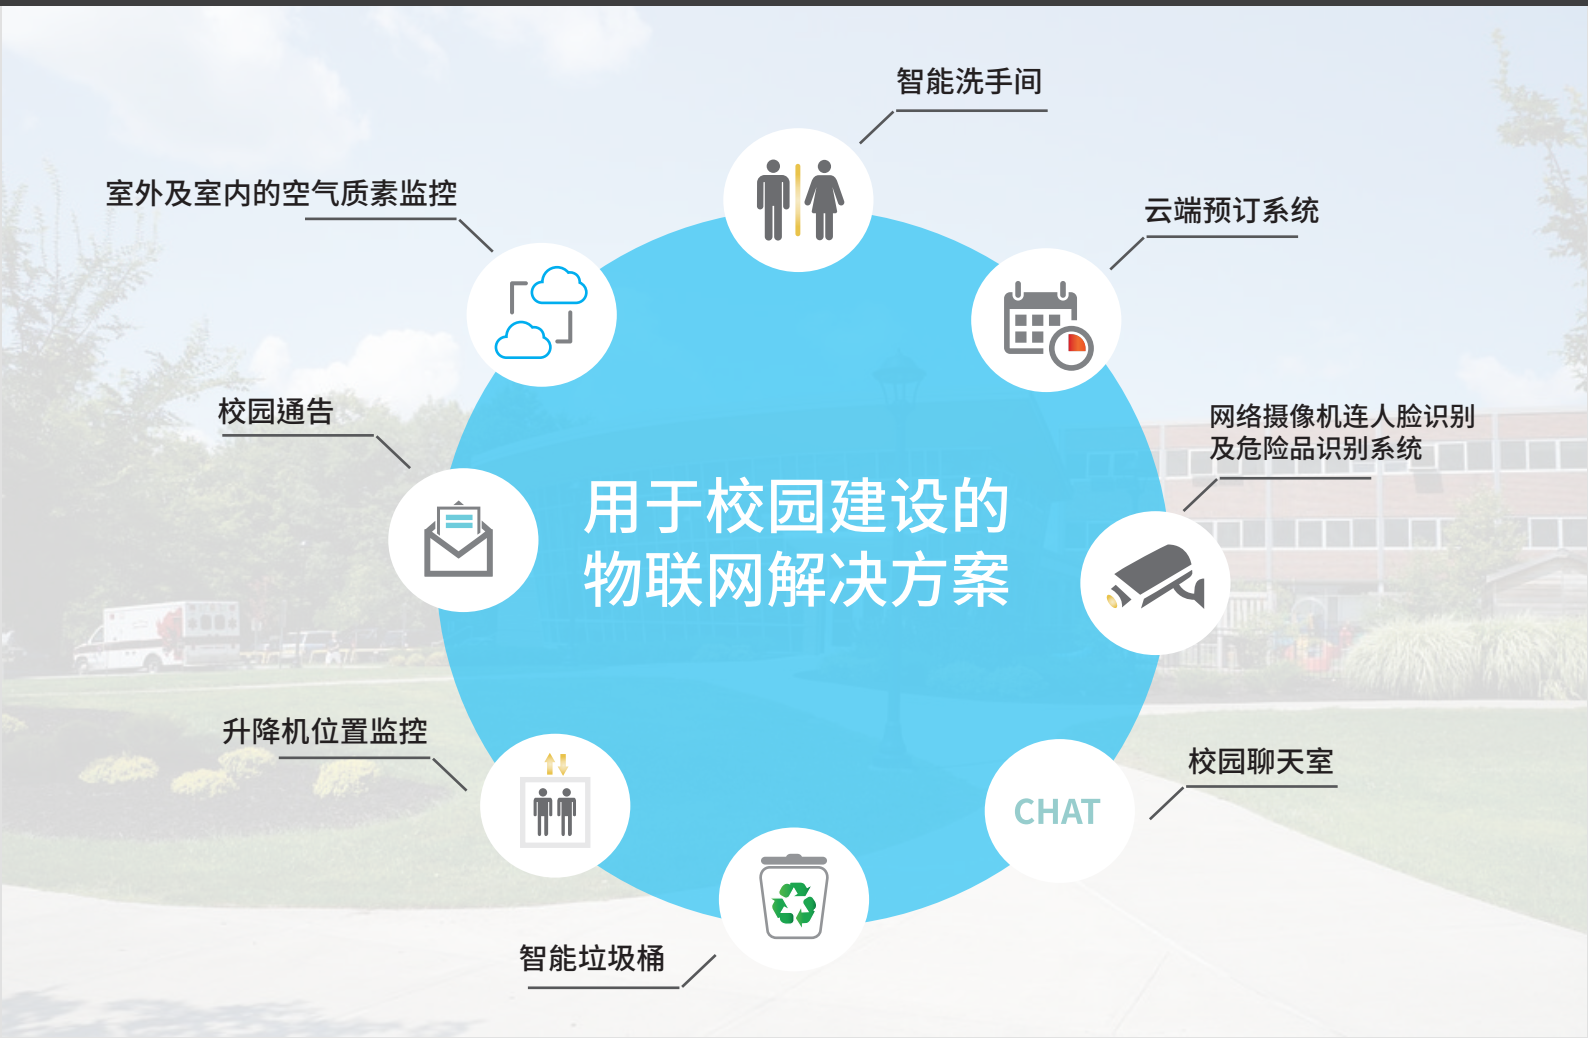 智能洗手间
室外及室内的空气质素监控
云端预订系统
校园通告
网络摄像机连人脸识别
及危险品识别系统
用于校园建设的
物联网解决方案
升降机位置监控
校园聊天室
CHAT
智能垃圾桶